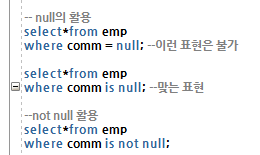 -- null의 활용
select*from emp
where comm = null; --이런 표현은 불가
select*from emp
where comm is null; --맞는 표현
--not null 활용
select*from emp
where comm is not null;